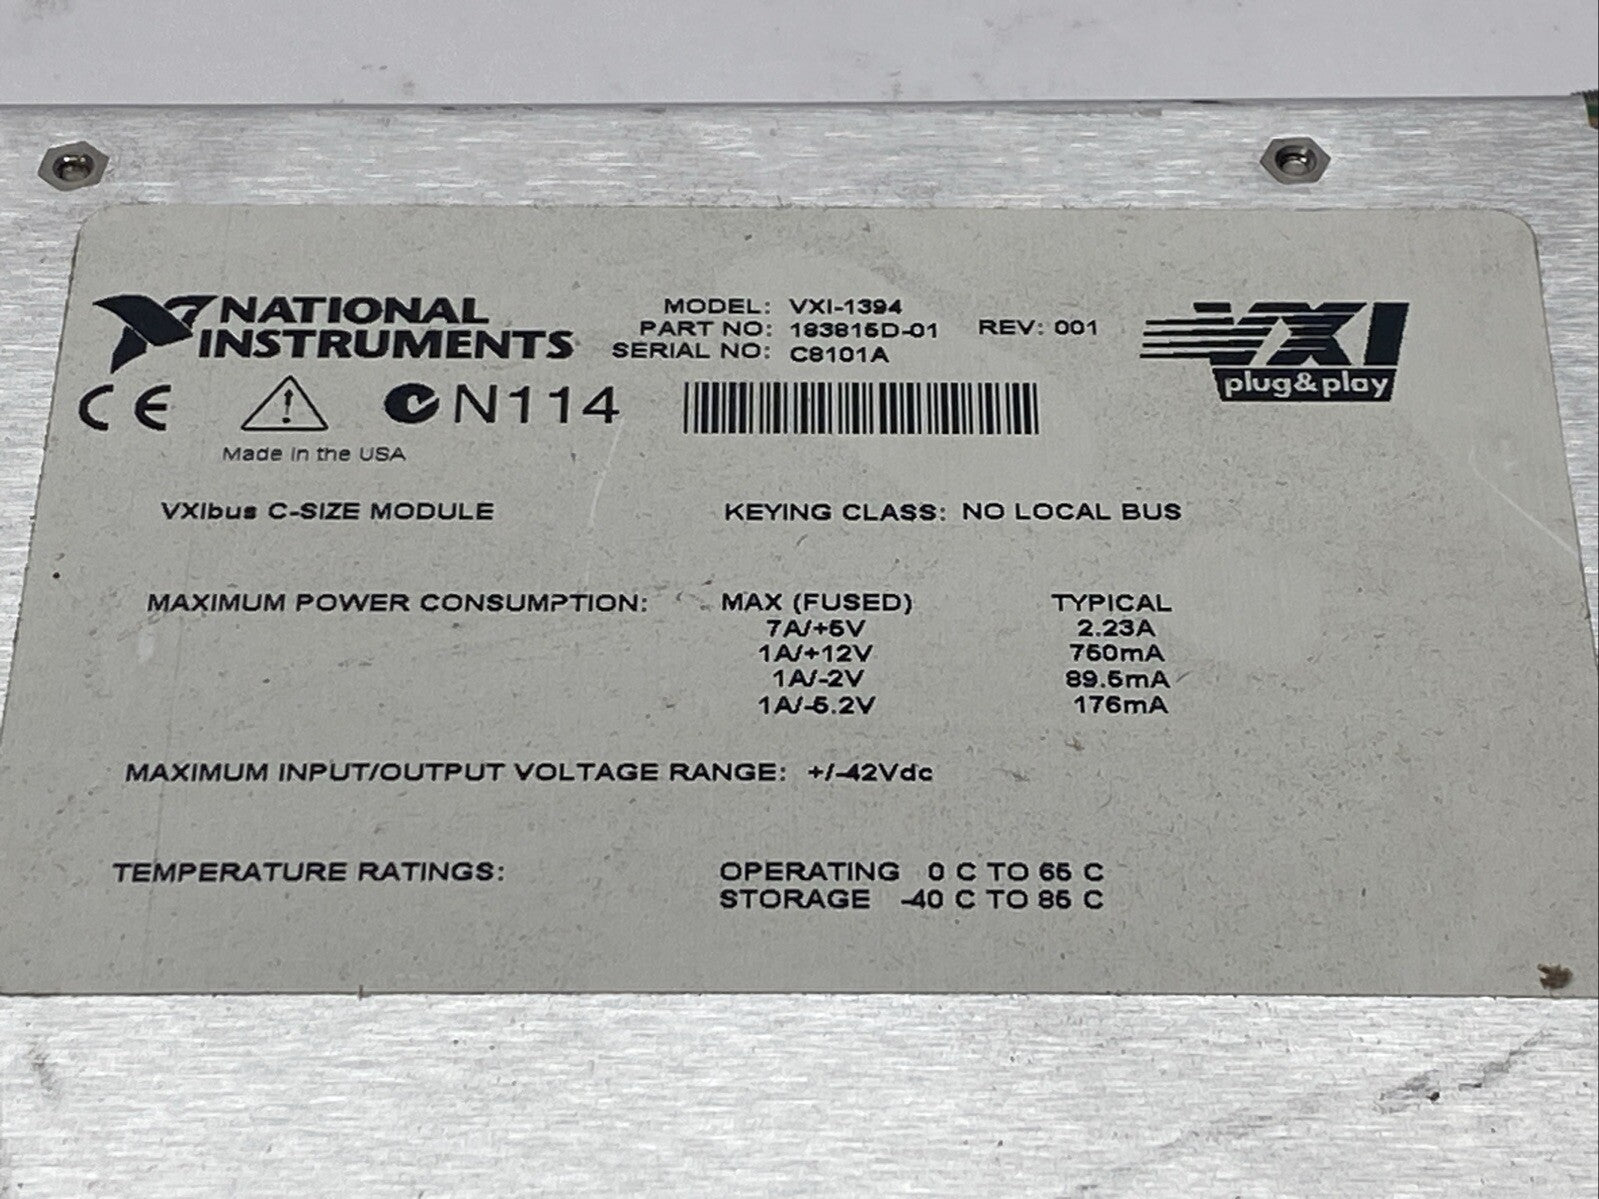 NATIONAL INSTRUMENTS
MODEL: VXI-1394
PART NO: 183815D-01 REV: 001
SERIAL NO: C8101A
VXI
plug&play
CE N114
Made in the USA
VXIbus C-SIZE MODULE
KEYING CLASS: NO LOCAL BUS
MAXIMUM POWER CONSUMPTION: MAX (FUSED) TYPICAL
7A/+5V 2.23A
1A/+12V 750mA
1A/-2V 89.5mA
1A/-5.2V 176mA
MAXIMUM INPUT/OUTPUT VOLTAGE RANGE: +/-42Vdc
TEMPERATURE RATINGS: OPERATING 0 C TO 55 C
STORAGE -40 C TO 85 C